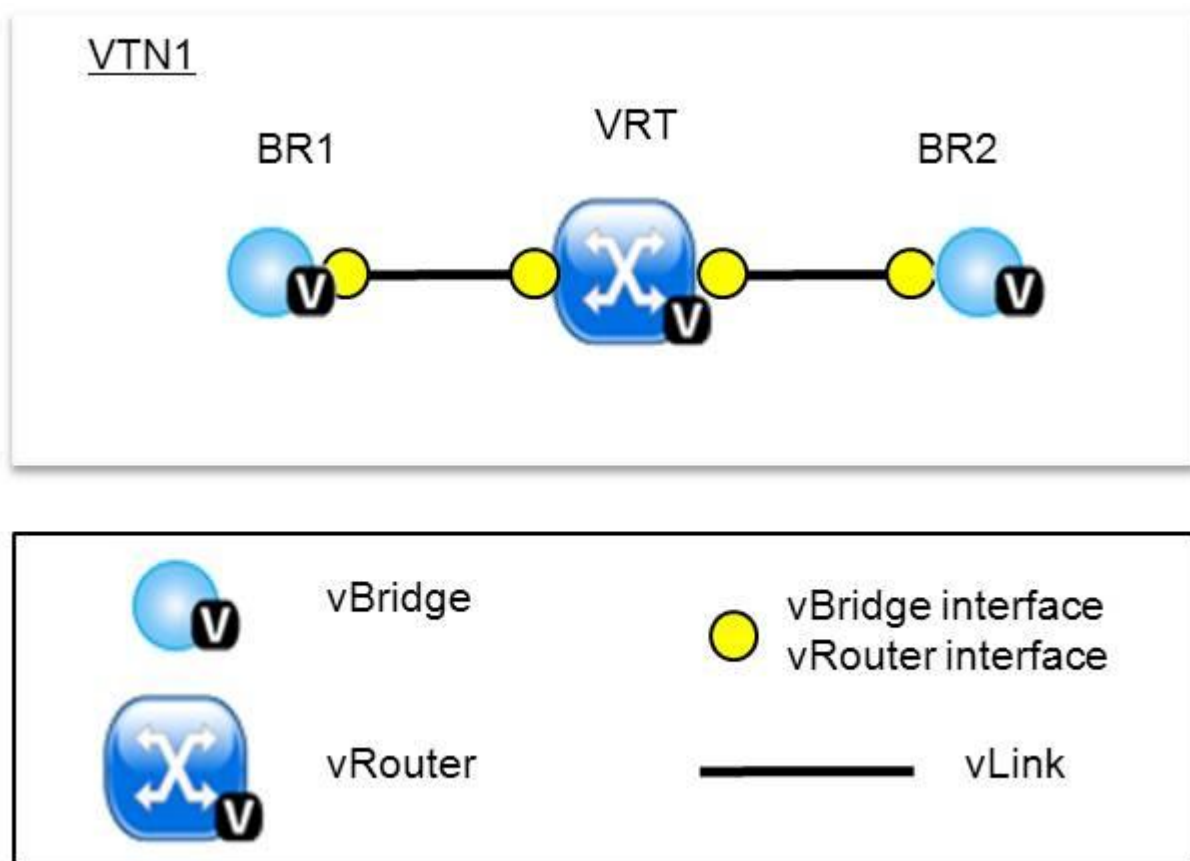 VTN1
BR1
VRT
BR2
V
V
V
vBridge
V
vBridge interface
vRouter interface
vRouter
V
vLink